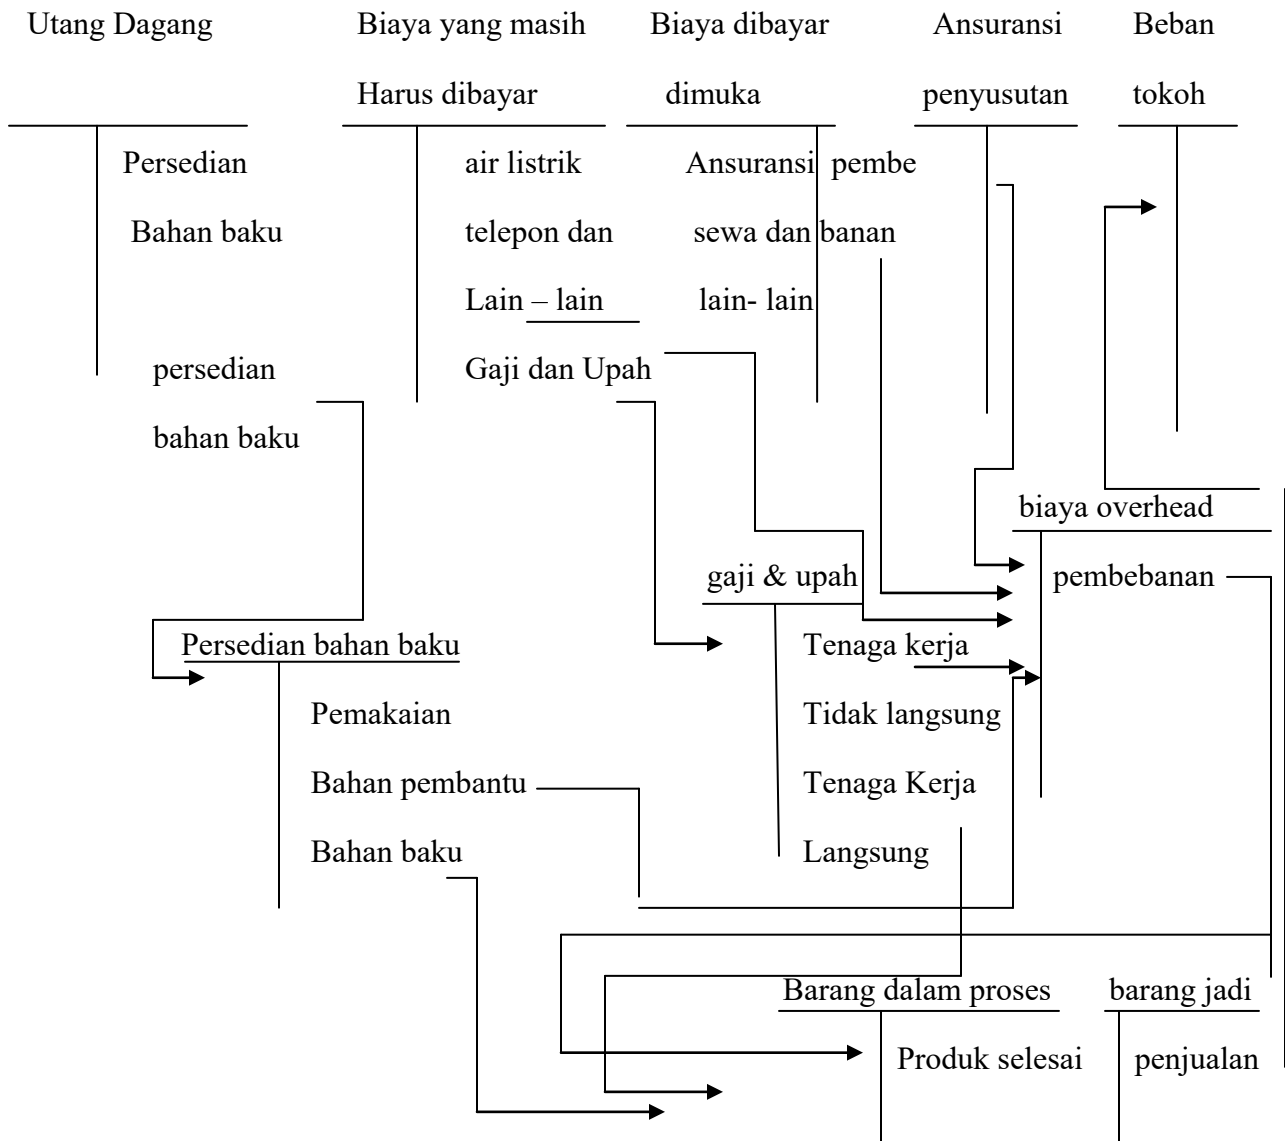 Utang Dagang Biaya yang masih Biaya dibayar Ansuransi Beban
Harus dibayar dimuka penyusutan tokoh
Persedian air listrik Ansuransi pembe
Bahan baku telepon dan sewa dan banan
Lain – lain lain- lain
persedian Gaji dan Upah
bahan baku
biaya overhead
gaji & upah pembebanan
Persedian bahan baku Tenaga kerja
Pemakaian Tidak langsung
Bahan pembantu Tenaga Kerja
Bahan baku Langsung
Barang dalam proses barang jadi
Produk selesai penjualan